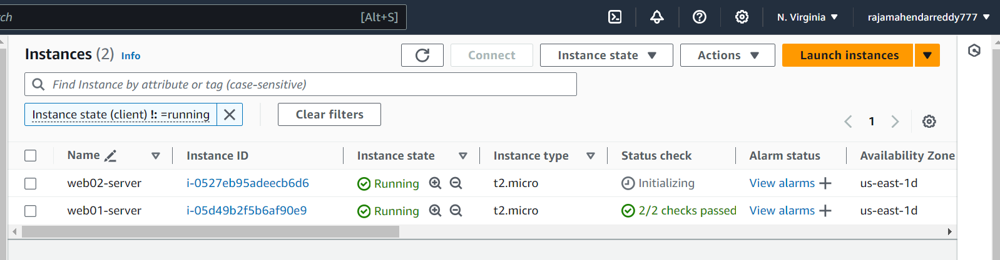 rch [Alt+S] N. Virginia ▼ rajamahendarreddy777 ▼
Instances (2) Info Connect Instance state ▼ Actions ▼ Launch instances ▼
Find Instance by attribute or tag (case-sensitive)
Instance state (client) !: =running Clear filters
1
Name Instance ID Instance state Instance type Status check Alarm status Availability Zone
web02-server i-0527eb95adeecb6d6 Running t2.micro Initializing View alarms + us-east-1d
web01-server i-05d49b2f5b6af90e9 Running t2.micro 2/2 checks passed View alarms + us-east-1d